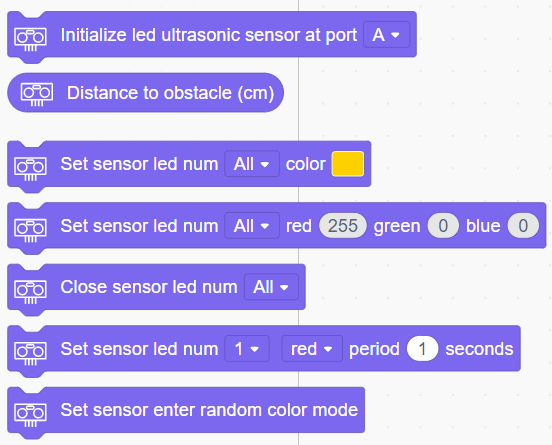 Initialize led ultrasonic sensor at port A
Distance to obstacle (cm)
Set sensor led num All color
Set sensor led num All red 255 green 0 blue 0
Close sensor led num All
Set sensor led num 1 red period 1 seconds
Set sensor enter random color mode